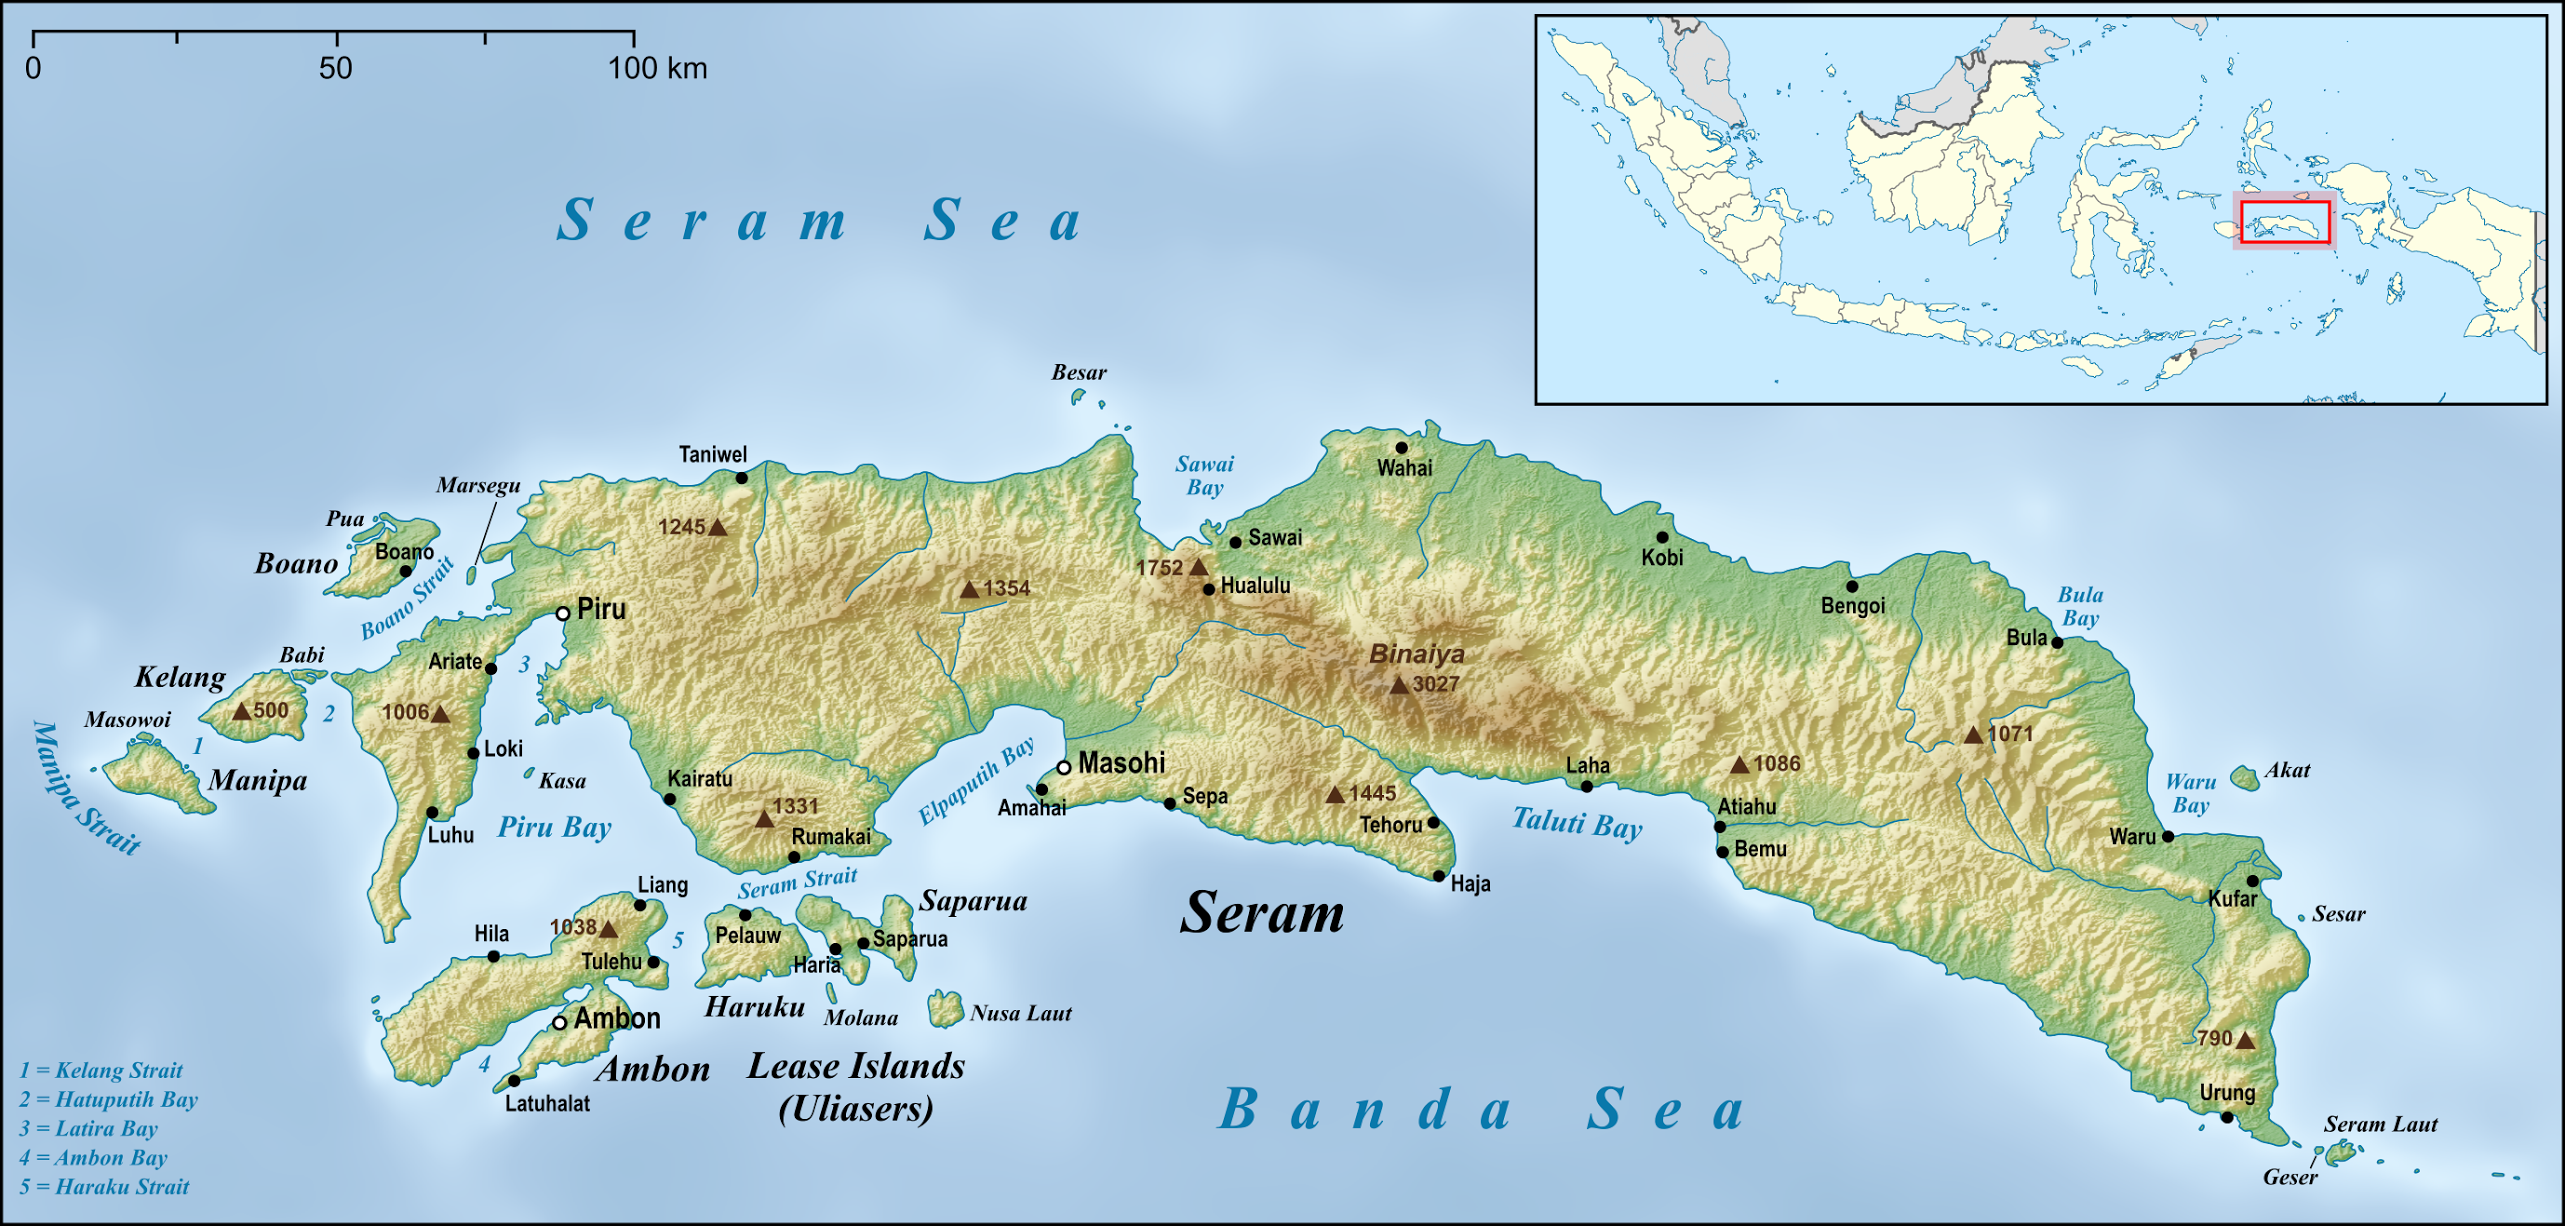 0 50 100 km
Seram Sea
Besar
Taniwel
Sawai
Bay
Wahai
Marsegu
Pua
1245
Boano
Boano
Boano Strait
Sawai
Kobi
1752
Hualulu
1354
Bengoi
Bula
Bay
Piru
Bula
Ariate
3
Babi
Kelang
Binaiya
3027
500
2
1006
Masowoi
1
Manipa Strait
Manipa
Loki
Kasa
Kairatu
Elpaputih Bay
Masohi
Amahai
Sepa
1445
Tehoru
Laha
1086
1071
Akat
Waru
Bay
Luhu
Piru Bay
1331
Rumakai
Taluti Bay
Atiahu
Bemu
Waru
Seram Strait
Haja
Liang
Saparua
Seram
Kufar
Sesar
Hila
1038
5
Pelauw
Saparua
Tulehu
Haria
Haruku
Molana
Nusa Laut
Ambon
4
Ambon
Latuhalat
Lease Islands
(Uliasers)
Banda Sea
790
Urung
Seram Laut
Geser
1 = Kelang Strait
2 = Hatuputih Bay
3 = Latira Bay
4 = Ambon Bay
5 = Haraku Strait